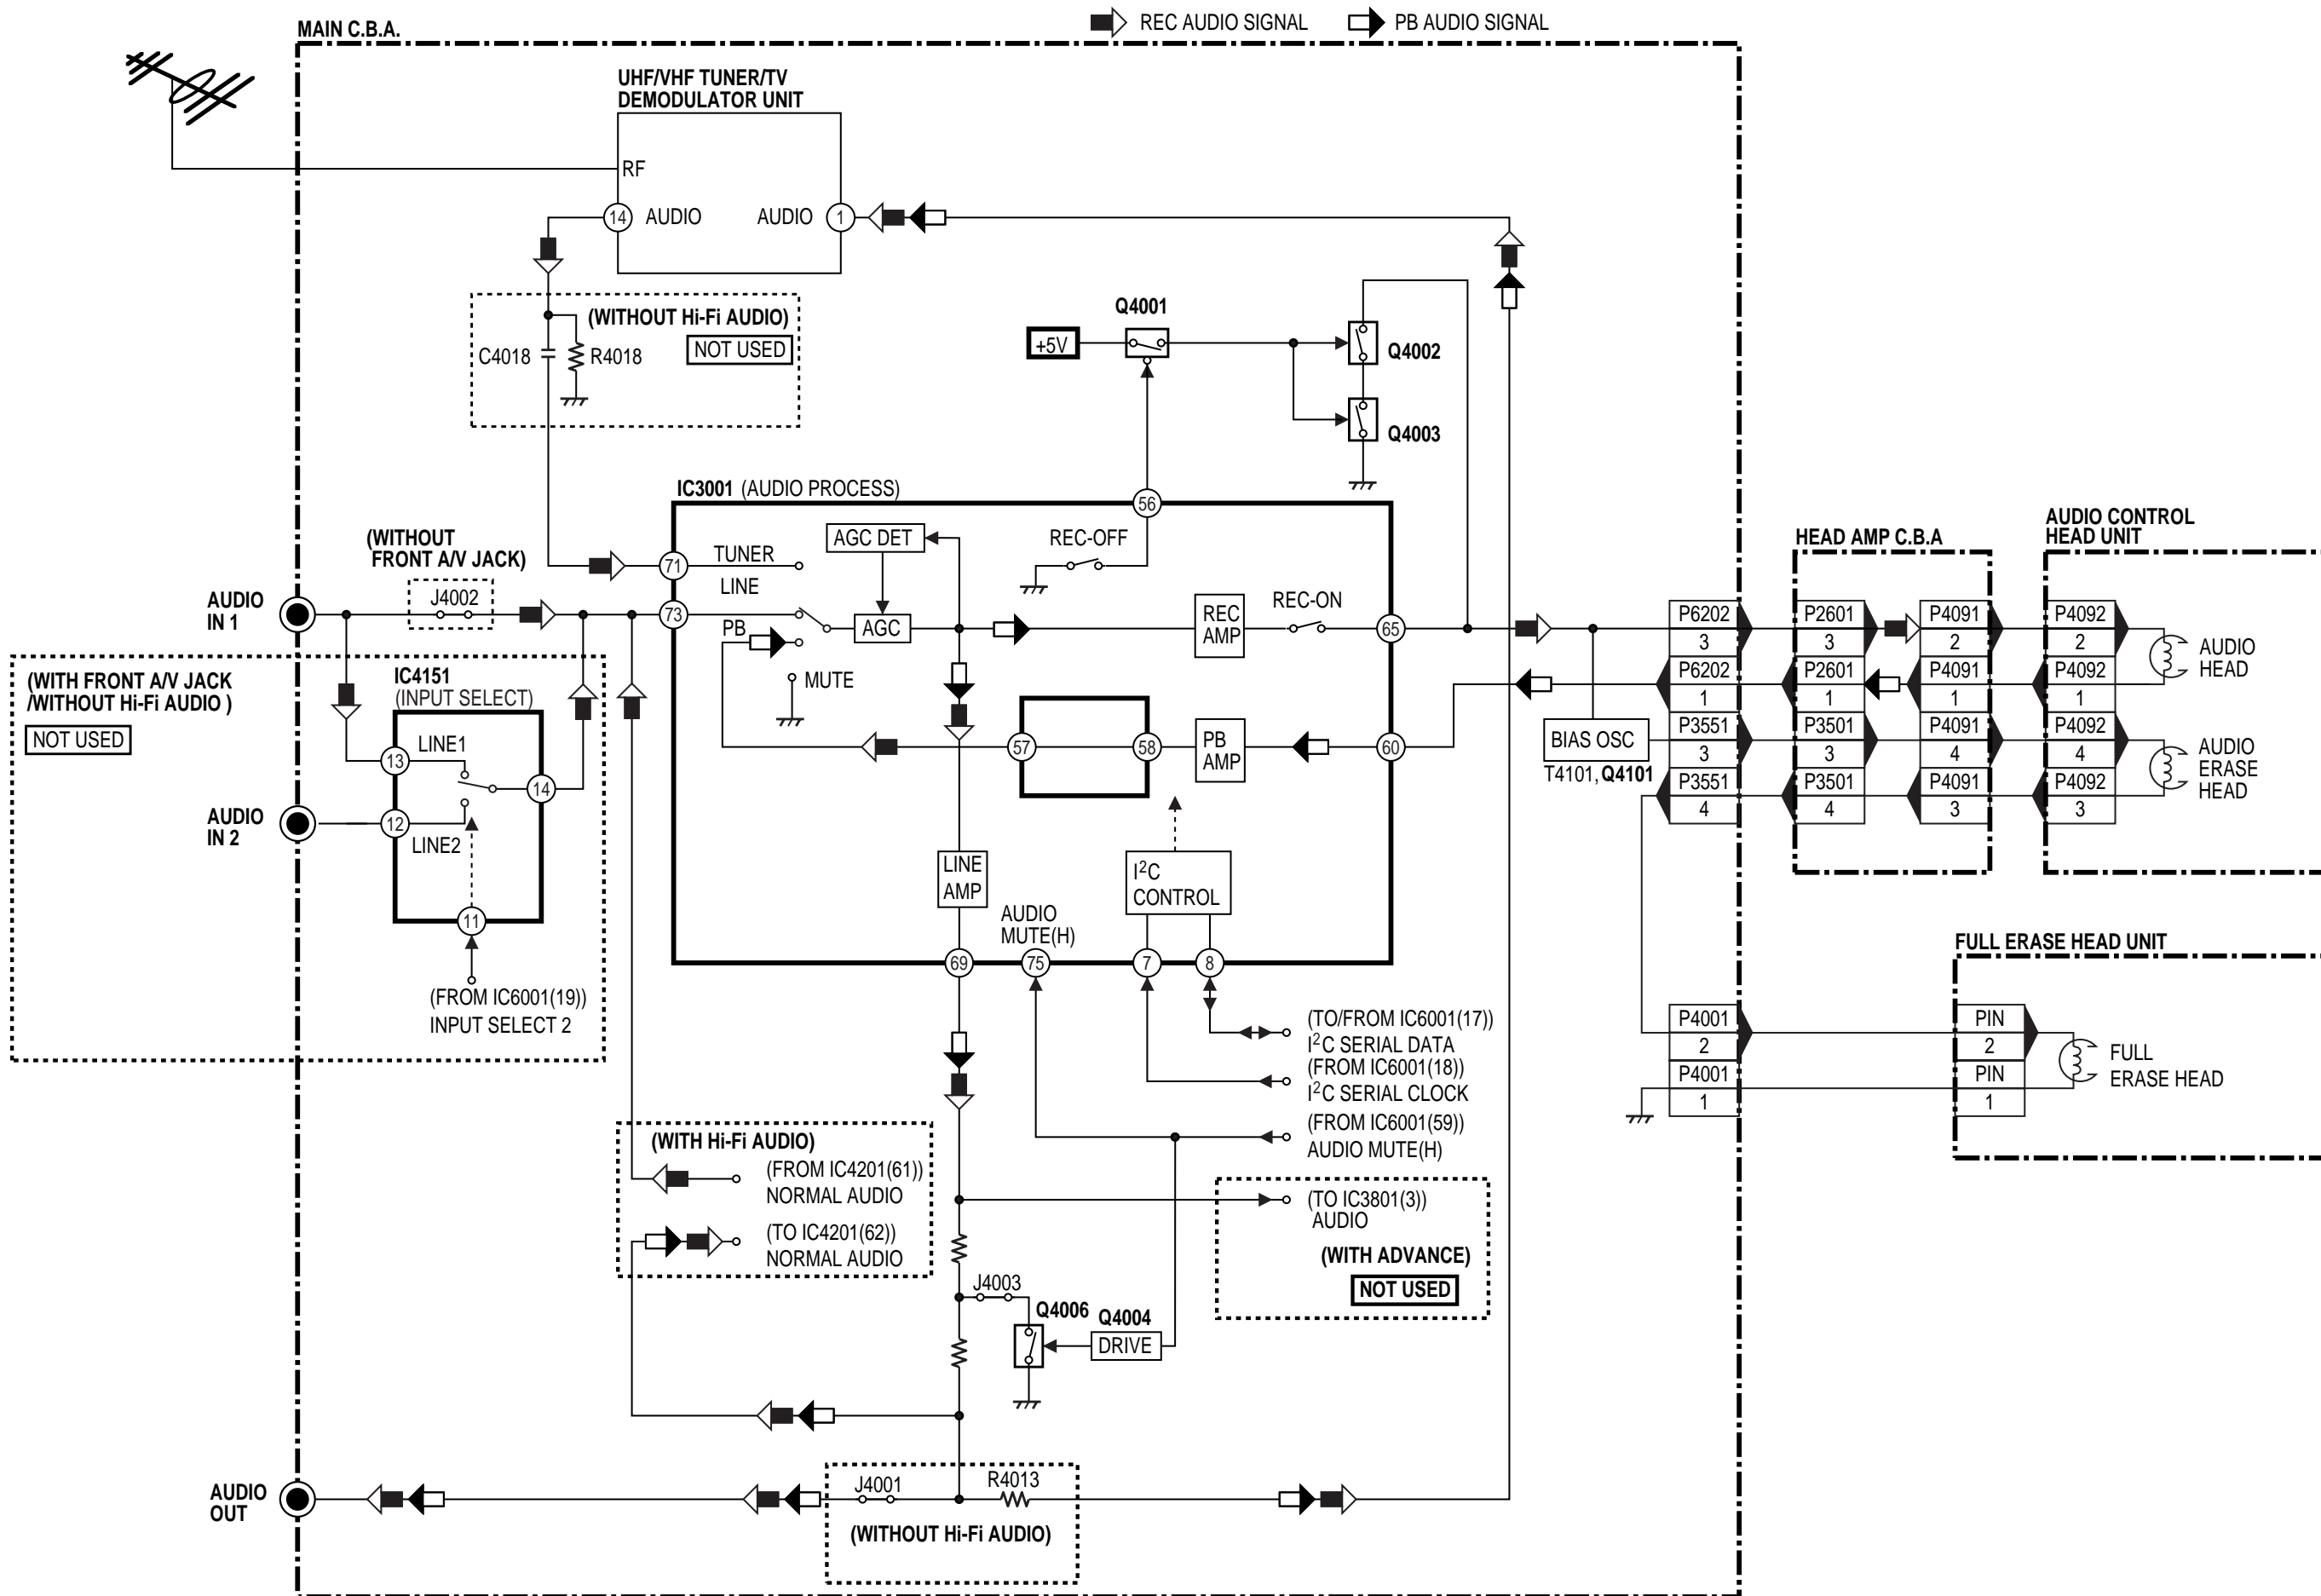 REC AUDIO SIGNAL
PB AUDIO SIGNAL
MAIN C.B.A.
UHF/VHF TUNER/TV
DEMODULATOR UNIT
RF
14
AUDIO
AUDIO
1
(WITHOUT Hi-Fi AUDIO)
C4018
R4018
NOT USED
Q4001
+5V
Q4002
Q4003
IC3001 (AUDIO PROCESS)
56
(WITHOUT
FRONT A/V JACK)
J4002
AUDIO
IN 1
71
TUNER
LINE
73
PB
MUTE
AGC DET
AGC
REC-OFF
REC
AMP
REC-ON
65
57
58
PB
AMP
60
LINE
AMP
I2C
CONTROL
AUDIO
MUTE(H)
69
75
7
8
(WITH FRONT A/V JACK
/WITHOUT Hi-Fi AUDIO )
NOT USED
IC4151
(INPUT SELECT)
13
LINE1
14
AUDIO
IN 2
12
LINE2
11
(FROM IC6001(19))
INPUT SELECT 2
BIAS OSC
T4101, Q4101
P6202
3
P6202
1
P3551
3
P3551
4
HEAD AMP C.B.A
P2601
3
P2601
1
P3501
3
P3501
4
P4091
2
P4091
1
P4091
4
P4091
3
AUDIO CONTROL
HEAD UNIT
P4092
2
P4092
1
P4092
4
P4092
3
AUDIO
HEAD
AUDIO
ERASE
HEAD
FULL ERASE HEAD UNIT
P4001
2
P4001
1
PIN
2
PIN
1
FULL
ERASE HEAD
(TO/FROM IC6001(17))
I2C SERIAL DATA
(FROM IC6001(18))
I2C SERIAL CLOCK
(FROM IC6001(59))
AUDIO MUTE(H)
(TO IC3801(3))
AUDIO
(WITH ADVANCE)
NOT USED
(WITH Hi-Fi AUDIO)
(FROM IC4201(61))
NORMAL AUDIO
(TO IC4201(62))
NORMAL AUDIO
J4003
Q4006
Q4004
DRIVE
AUDIO
OUT
J4001
R4013
(WITHOUT Hi-Fi AUDIO)